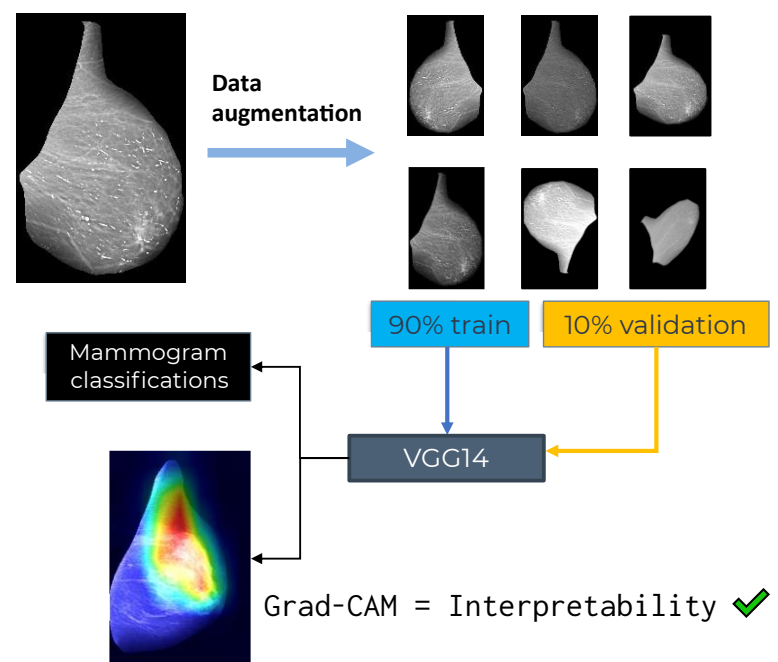 Data
augmentation
90% train
10% validation
Mammogram
classifications
VGG14
Grad-CAM = Interpretability